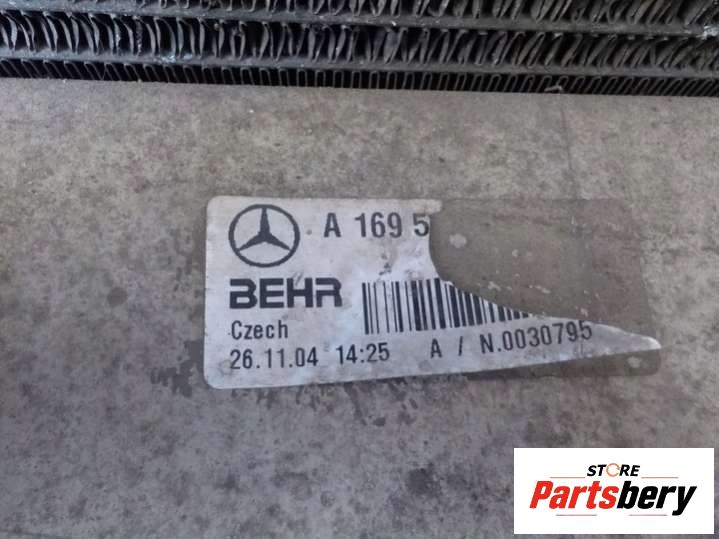 A 169 5
BEHR
Czech
26.11.04 14:25 A / N.0030795
STORE
Partsbery